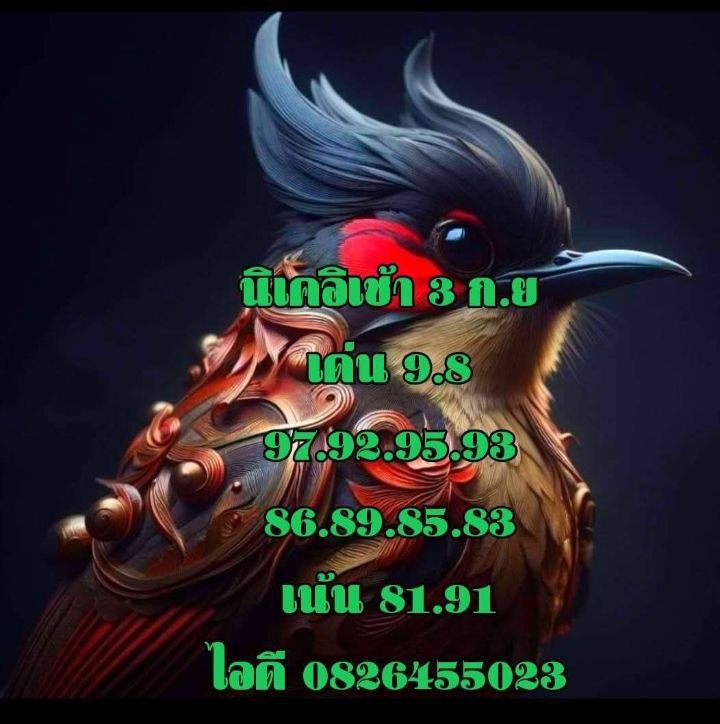 นิเคอิเช้า 3 ก.ย
เด่น 9.8
97.92.95.93
86.89.85.83
เน้น 81.91
ไอดี 0826455023